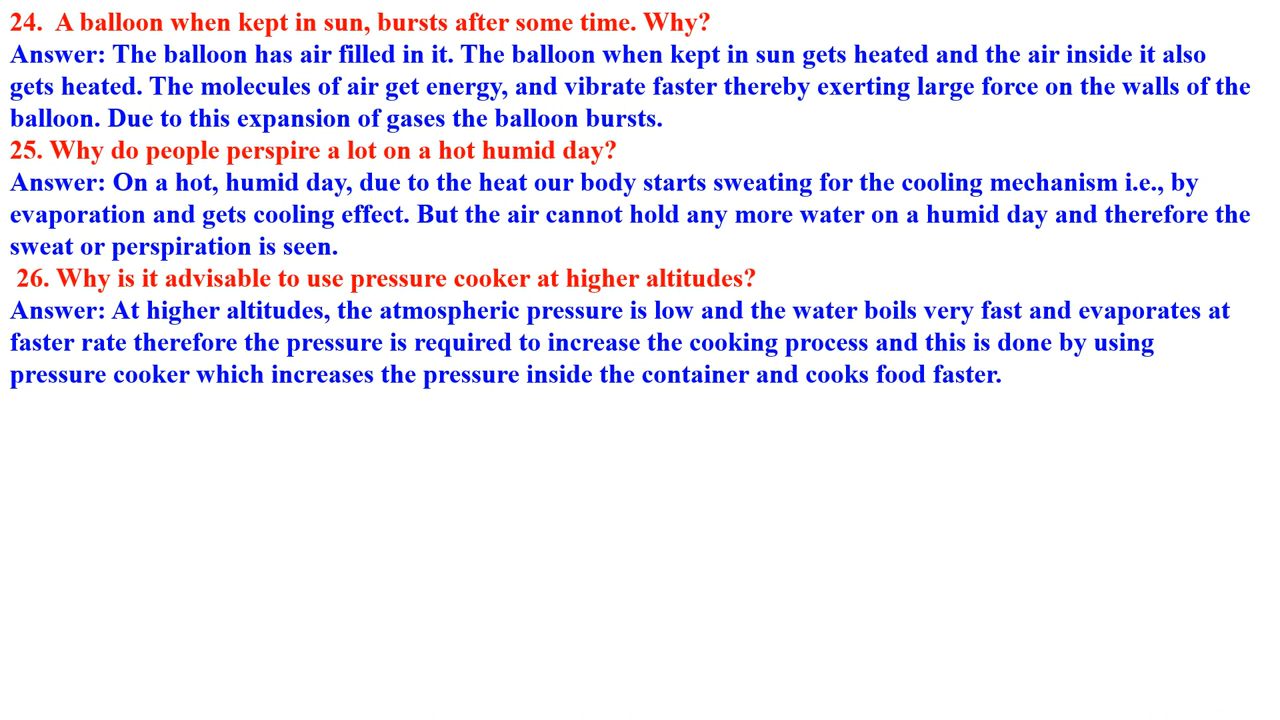 24.  A balloon when kept in sun, bursts after some time. Why?
Answer: The balloon has air filled in it. The balloon when kept in sun gets heated and the air inside it also
gets heated. The molecules of air get energy, and vibrate faster thereby exerting large force on the walls of the
balloon. Due to this expansion of gases the balloon bursts.
25. Why do people perspire a lot on a hot humid day?
Answer: On a hot, humid day, due to the heat our body starts sweating for the cooling mechanism i.e., by
evaporation and gets cooling effect. But the air cannot hold any more water on a humid day and therefore the
sweat or perspiration is seen.
26. Why is it advisable to use pressure cooker at higher altitudes?
Answer: At higher altitudes, the atmospheric pressure is low and the water boils very fast and evaporates at
faster rate therefore the pressure is required to increase the cooking process and this is done by using
pressure cooker which increases the pressure inside the container and cooks food faster.